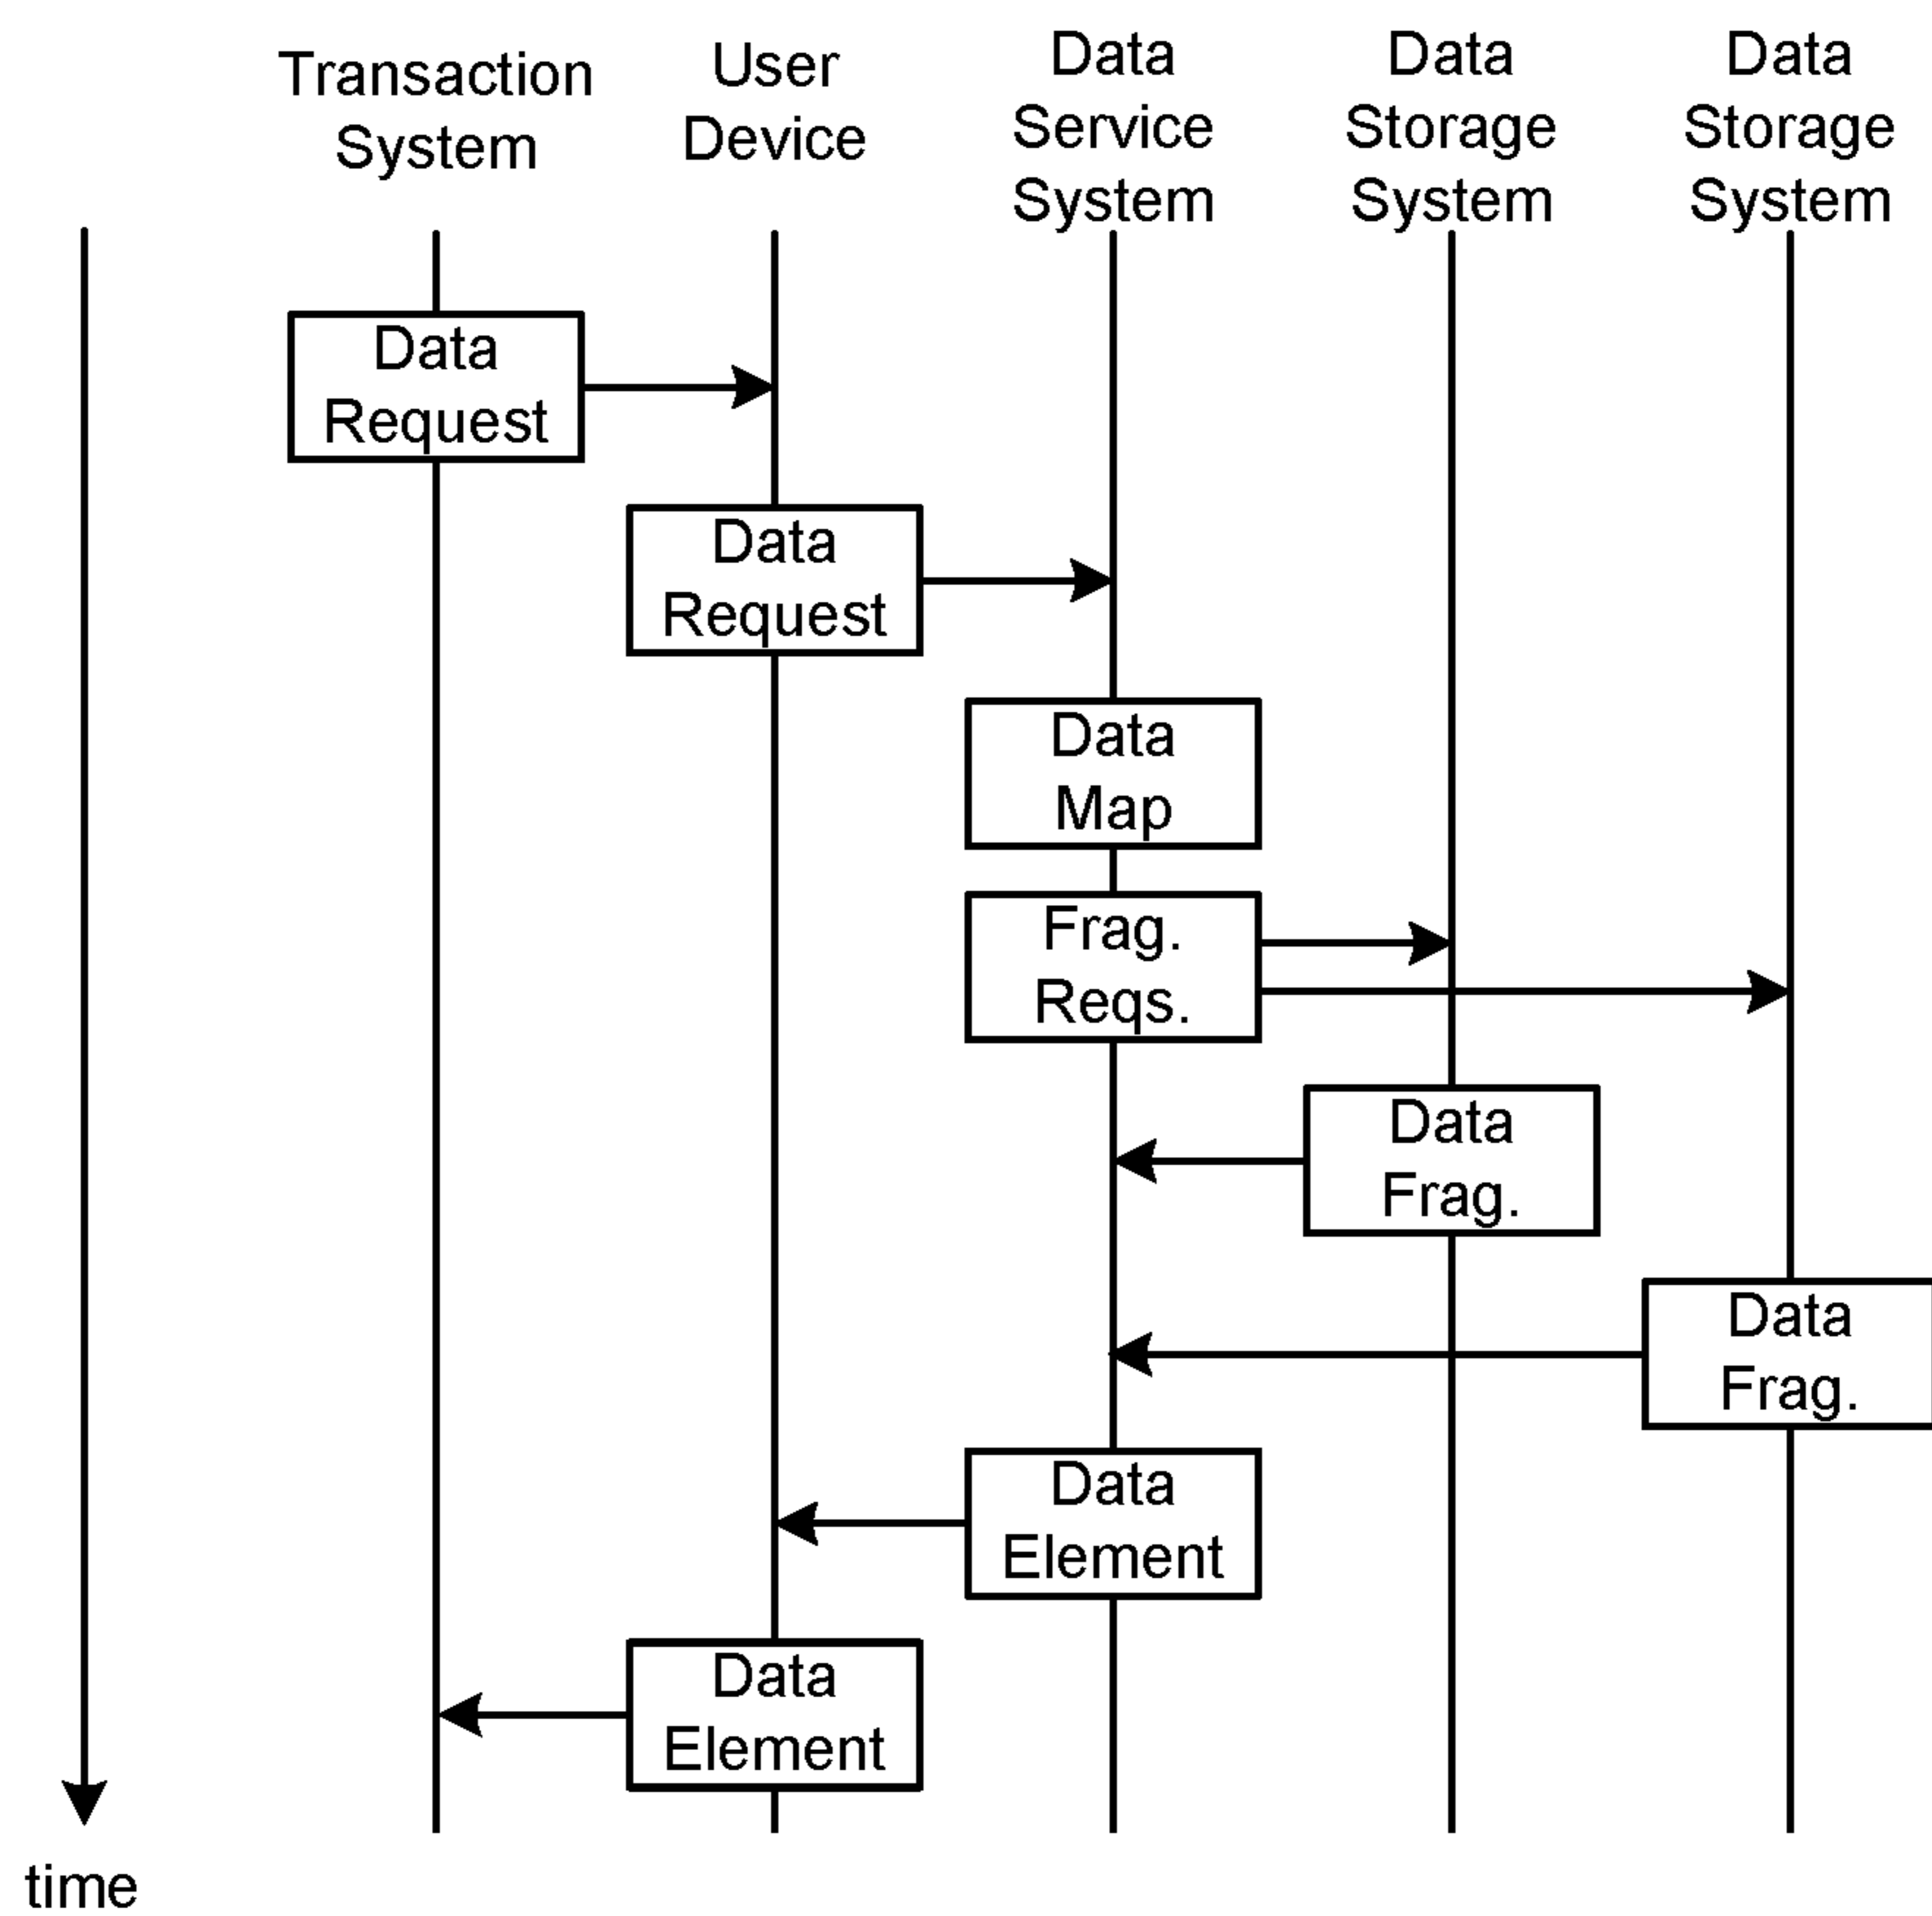 Transaction
System
User
Device
Data
Service
System
Data
Storage
System
Data
Storage
System
Data
Request
Data
Request
Data
Map
Frag.
Reqs.
Data
Frag.
Data
Frag.
Data
Element
Data
Element
time